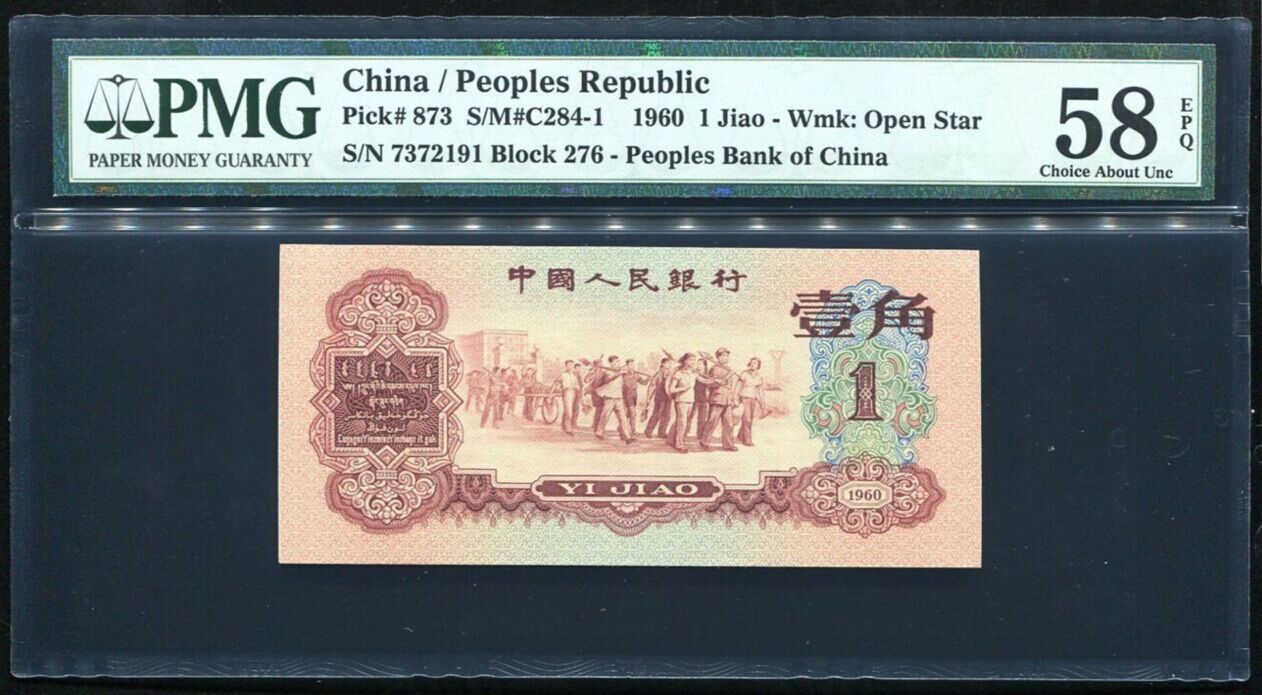 PMG
PAPER MONEY GUARANTY
China / Peoples Republic
Pick# 873 S/M#C284-1 1960 1 Jiao - Wmk: Open Star
S/N 7372191 Block 276 - Peoples Bank of China
58
EPQ
Choice About Unc
中國人民銀行
壹角
1
YI JIAO
1960